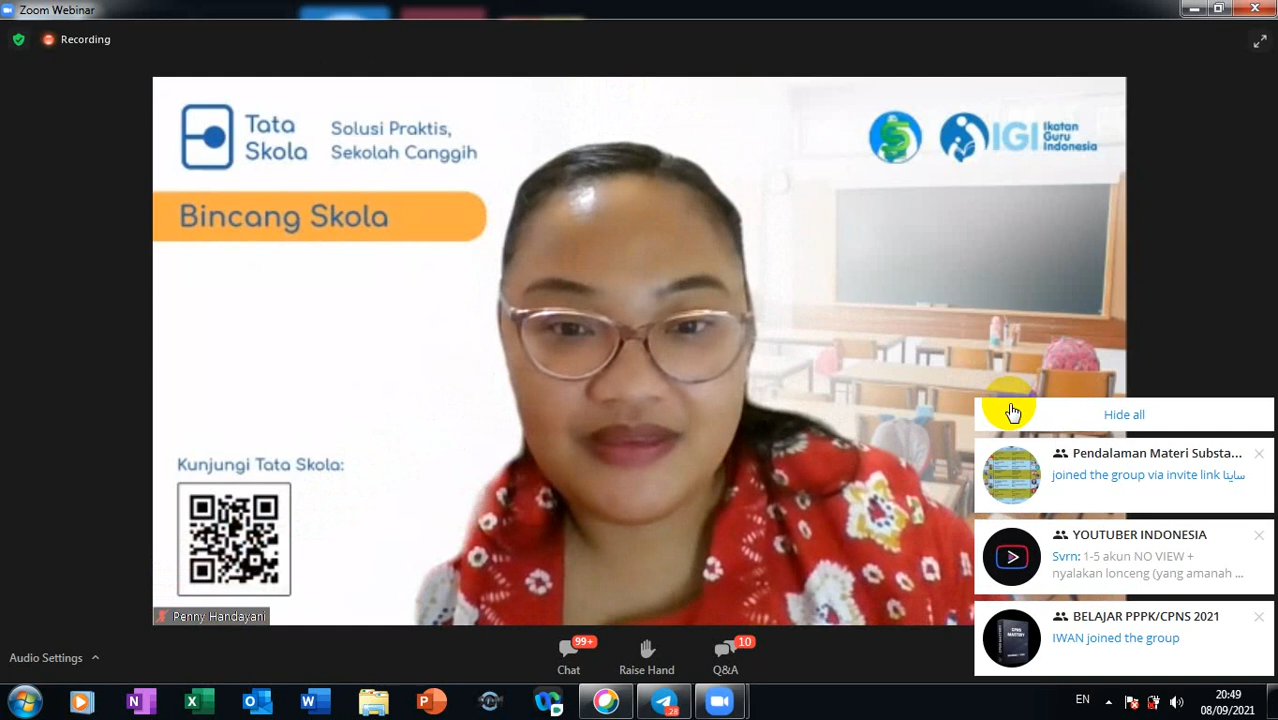 Zoom Webinar
Recording
Tata
Skola
Solusi Praktis,
Sekolah Canggih
IGI
Ikatan
Guru
Indonesia
Bincang Skola
Kunjungi Tata Skola:
Penny Handayani
Hide all
Pendalaman Materi Substa...
joined the group via invite link ساينا
YOUTUBER INDONESIA
Svrn: 1-5 akun NO VIEW +
nyalakan lonceng (yang amanah ...
BELAJAR PPPK/CPNS 2021
IWAN joined the group
Audio Settings
99+
Chat
Raise Hand
10
Q&A
28
EN
20:49
08/09/2021